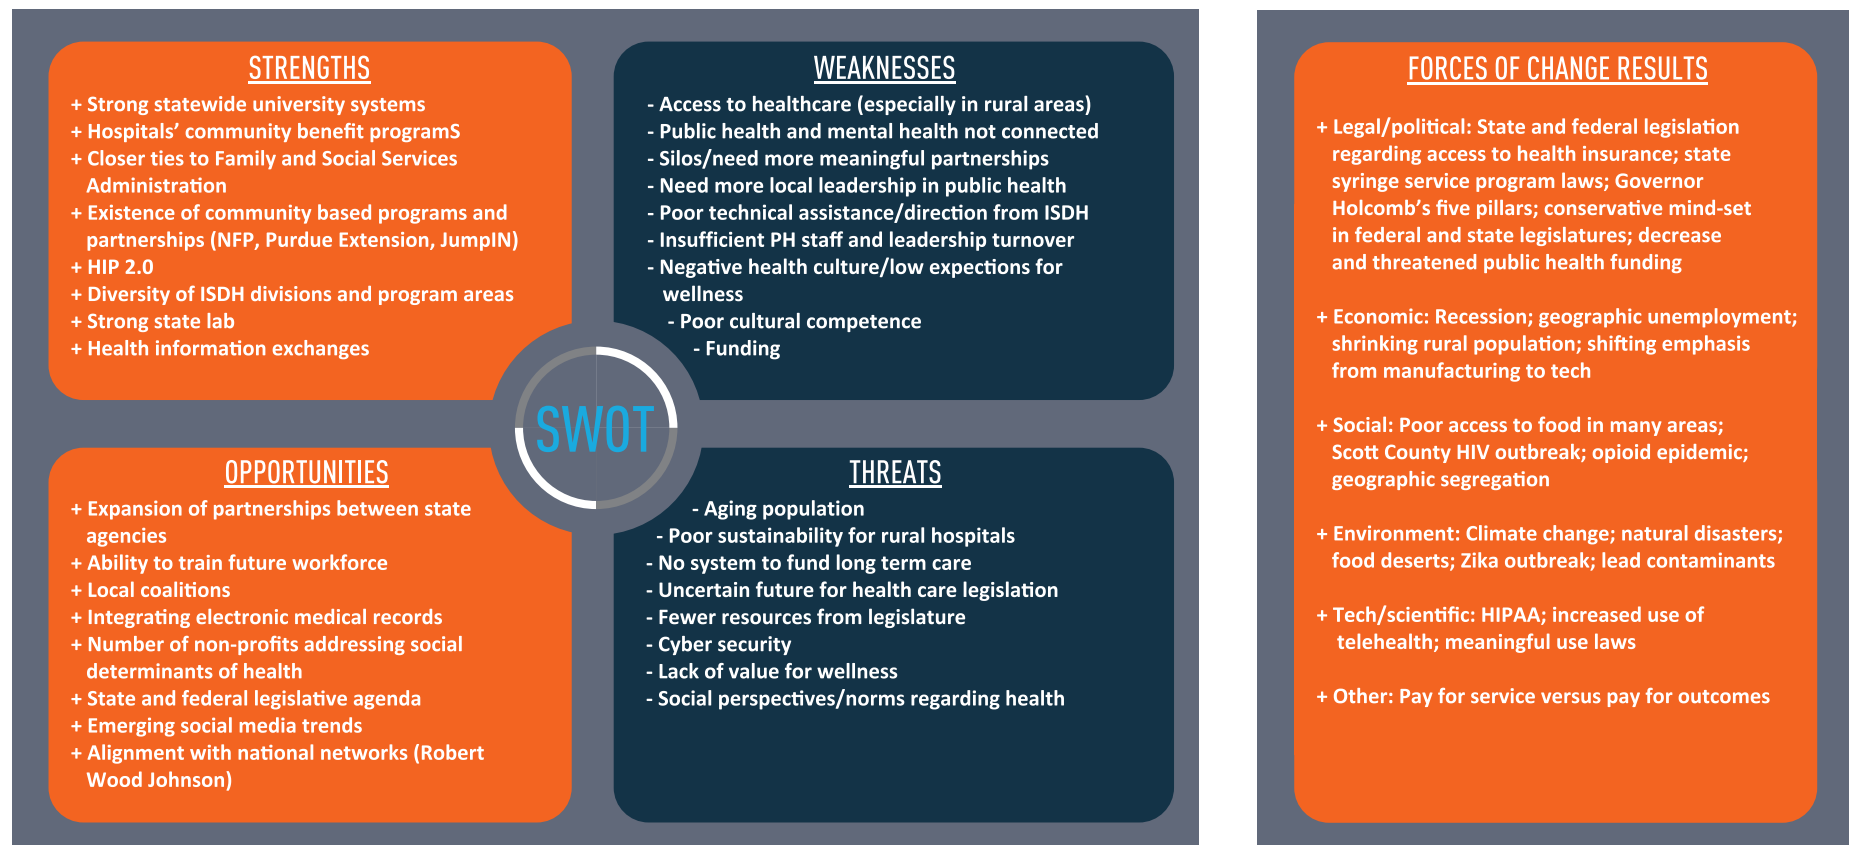 STRENGTHS
+ Strong statewide university systems
+ Hospitals’ community benefit programS
+ Closer ties to Family and Social Services
Administration
+ Existence of community based programs and
partnerships (NFP, Purdue Extension, JumpIN)
+ HIP 2.0
+ Diversity of ISDH divisions and program areas
+ Strong state lab
+ Health information exchanges
WEAKNESSES
- Access to healthcare (especially in rural areas)
- Public health and mental health not connected
- Silos/need more meaningful partnerships
- Need more local leadership in public health
- Poor technical assistance/direction from ISDH
- Insufficient PH staff and leadership turnover
- Negative health culture/low expections for
wellness
- Poor cultural competence
- Funding
SWOT
OPPORTUNITIES
+ Expansion of partnerships between state
agencies
+ Ability to train future workforce
+ Local coalitions
+ Integrating electronic medical records
+ Number of non-profits addressing social
determinants of health
+ State and federal legislative agenda
+ Emerging social media trends
+ Alignment with national networks (Robert
Wood Johnson)
THREATS
- Aging population
- Poor sustainability for rural hospitals
- No system to fund long term care
- Uncertain future for health care legislation
- Fewer resources from legislature
- Cyber security
- Lack of value for wellness
- Social perspectives/norms regarding health
FORCES OF CHANGE RESULTS
+ Legal/political: State and federal legislation
regarding access to health insurance; state
syringe service program laws; Governor
Holcomb’s five pillars; conservative mind-set
in federal and state legislatures; decrease
and threatened public health funding
+ Economic: Recession; geographic unemployment;
shrinking rural population; shifting emphasis
from manufacturing to tech
+ Social: Poor access to food in many areas;
Scott County HIV outbreak; opioid epidemic;
geographic segregation
+ Environment: Climate change; natural disasters;
food deserts; Zika outbreak; lead contaminants
+ Tech/scientific: HIPAA; increased use of
telehealth; meaningful use laws
+ Other: Pay for service versus pay for outcomes